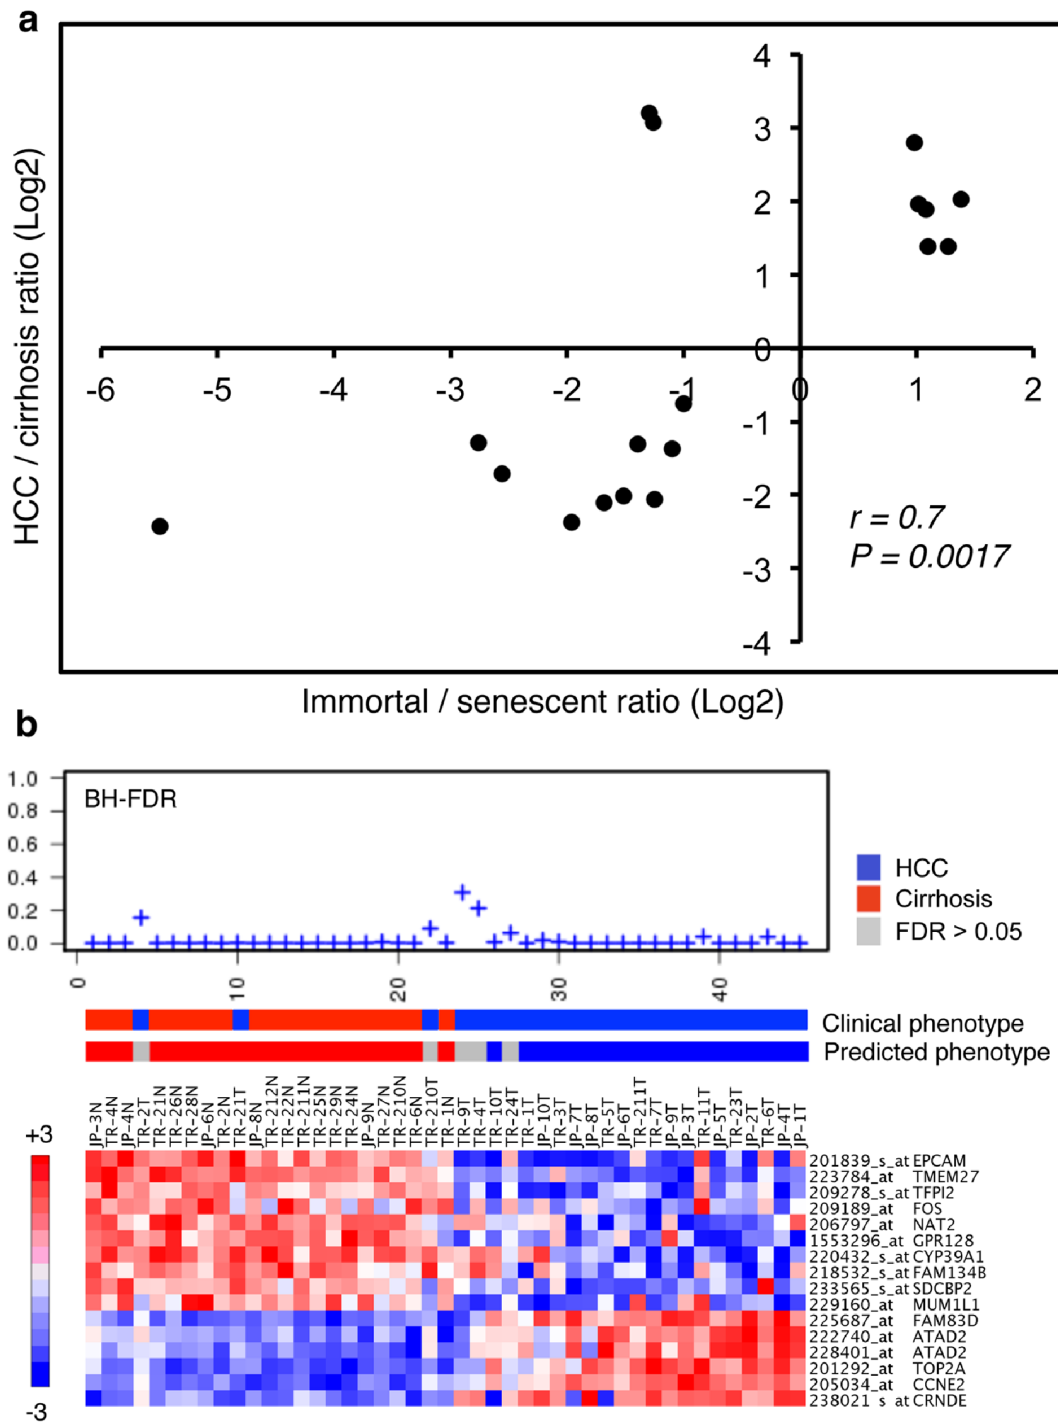 a
HCC / cirrhosis ratio (Log2)
4
3
2
1
0
-6 -5 -4 -3 -2 -1 0 1 2
-1
-2
-3
-4
r = 0.7
P = 0.0017
Immortal / senescent ratio (Log2)
b
BH-FDR
1.0
0.8
0.6
0.4
0.2
0.0
0 10 20 30 40
HCC
Cirrhosis
FDR > 0.05
Clinical phenotype
Predicted phenotype
JP-3N
TR-4N
JP-4N
TR-2T
TR-21N
TR-26N
TR-28N
JP-6N
TR-2N
TR-21T
JP-8N
TR-212N
TR-22N
TR-211N
TR-25N
TR-29N
TR-24N
JP-9N
TR-27N
TR-210N
TR-6N
TR-210T
TR-1N
TR-9T
TR-4T
TR-10T
TR-24T
TR-1T
JP-10T
TR-3T
JP-7T
JP-8T
TR-5T
JP-6T
TR-211T
TR-7T
JP-9T
JP-3T
TR-11T
JP-5T
TR-23T
JP-2T
TR-6T
JP-4T
JP-1T
+3
-3
201839_s_at EPCAM
223784_at TMEM27
209278_s_at TFPI2
209189_at FOS
206797_at NAT2
1553296_at GPR128
220432_s_at CYP39A1
218532_s_at FAM134B
233565_s_at SDCBP2
229160_at MUM1L1
225687_at FAM83D
222740_at ATAD2
228401_at ATAD2
201292_at TOP2A
205034_at CCNE2
238021_s_at CRNDE